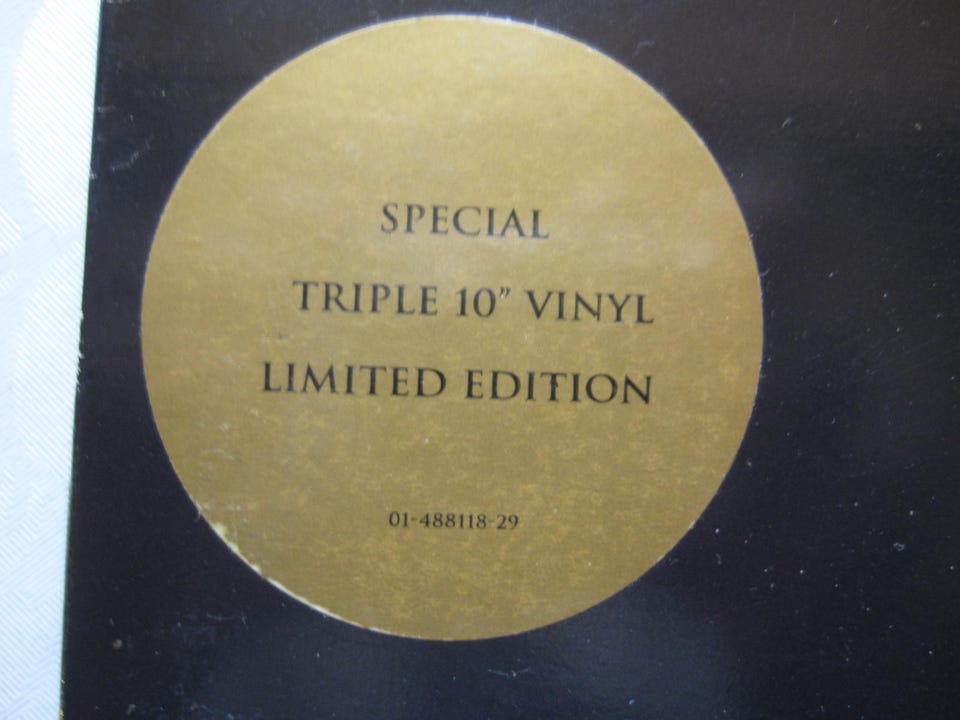 SPECIAL
TRIPLE 10” VINYL
LIMITED EDITION
01-488118-29